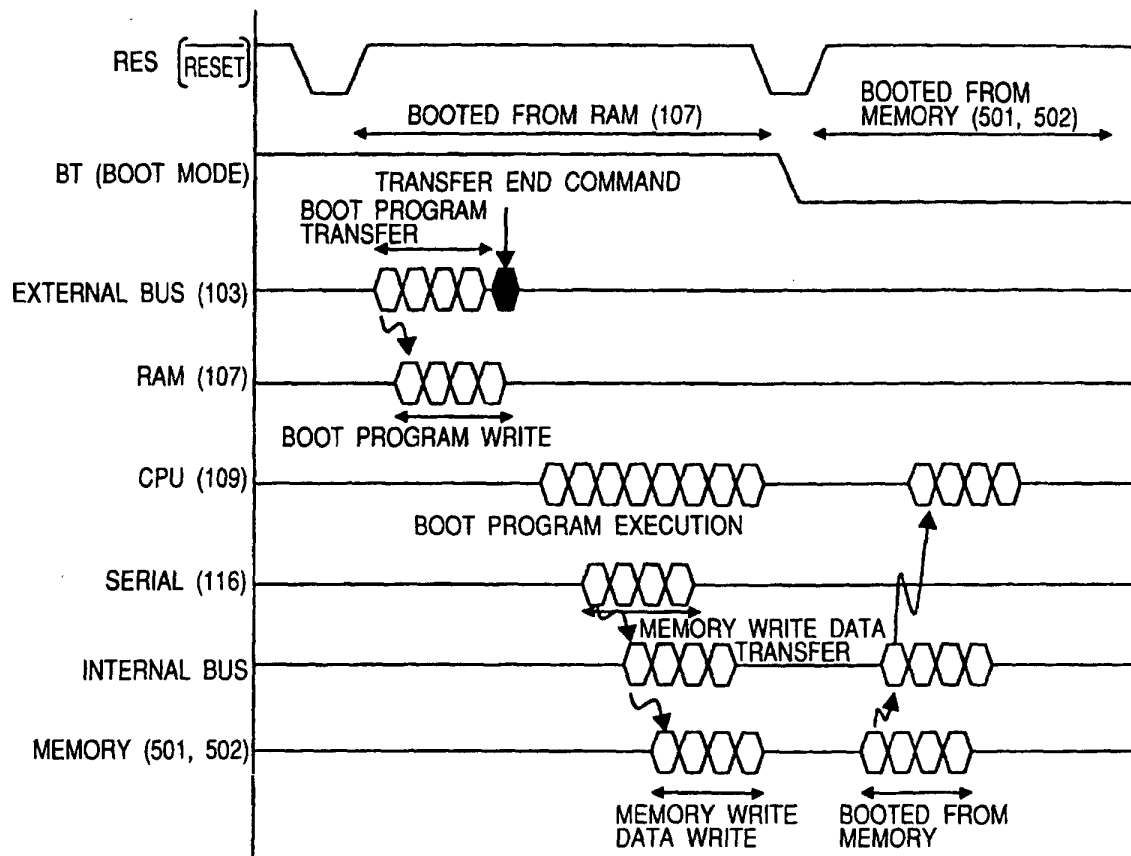 RES [RESET]
BOOTED FROM RAM (107)
BOOTED FROM
MEMORY (501, 502)
BT (BOOT MODE)
TRANSFER END COMMAND
BOOT PROGRAM
TRANSFER
EXTERNAL BUS (103)
RAM (107)
BOOT PROGRAM WRITE
CPU (109)
BOOT PROGRAM EXECUTION
SERIAL (116)
MEMORY WRITE DATA
TRANSFER
INTERNAL BUS
MEMORY (501, 502)
MEMORY WRITE
DATA WRITE
BOOTED FROM
MEMORY